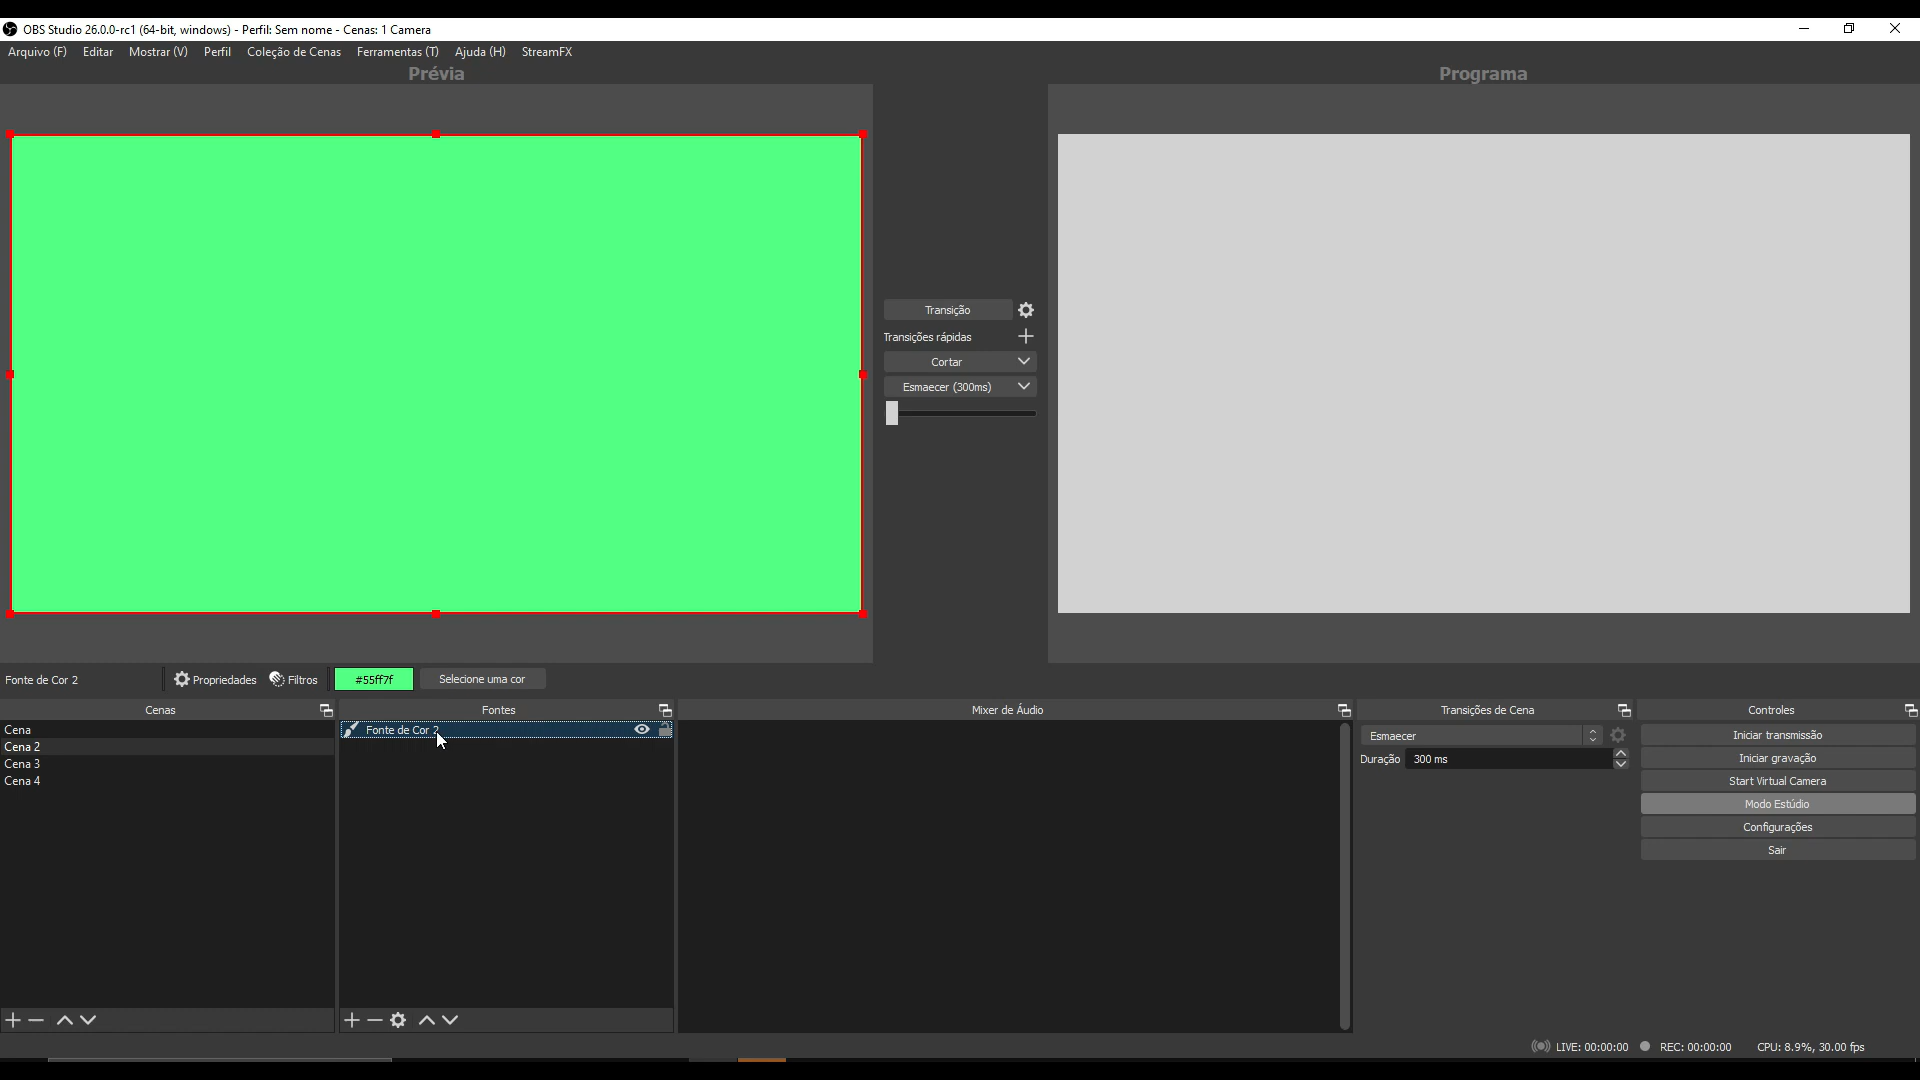 OBS Studio 26.0.0-rc1 (64-bit, windows) - Perfil: Sem nome - Cenas: 1 Camera
Arquivo (F) Editar Mostrar (V) Perfil Coleção de Cenas Ferramentas (T) Ajuda (H) StreamFX
Prévia
Programa
Transição
Transições rápidas
Cortar
Esmaecer (300ms)
Fonte de Cor 2
Propriedades
Filtros
#55ff7f
Selecione uma cor
Cenas
Cena
Cena 2
Cena 3
Cena 4
Fontes
Fonte de Cor 2
Mixer de Áudio
Transições de Cena
Esmaecer
Duração 300 ms
Controles
Iniciar transmissão
Iniciar gravação
Start Virtual Camera
Modo Estúdio
Configurações
Sair
LIVE: 00:00:00 REC: 00:00:00 CPU: 8.9%, 30.00 fps